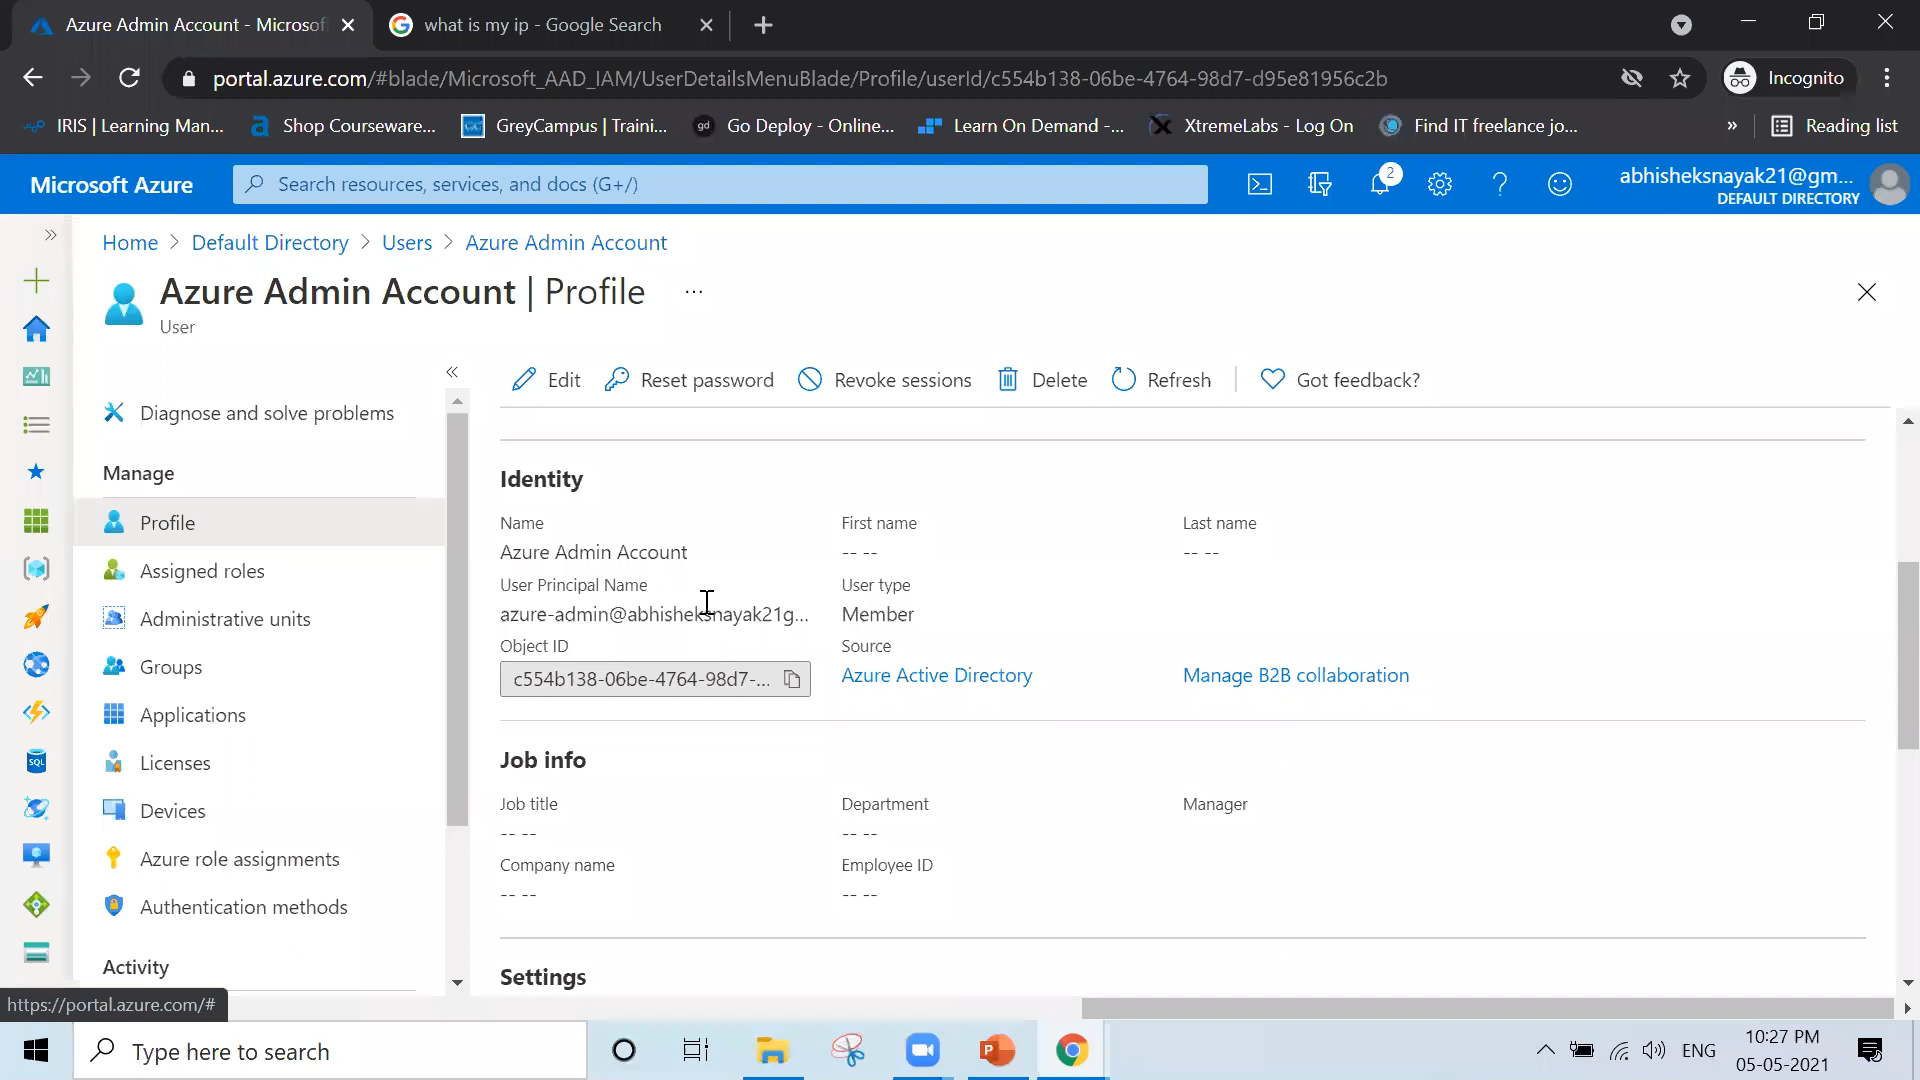 Azure Admin Account - Microsof
what is my ip - Google Search
portal.azure.com/#blade/Microsoft_AAD_IAM/UserDetailsMenuBlade/Profile/userId/c554b138-06be-4764-98d7-d95e81956c2b
Incognito
IRIS | Learning Man...
Shop Courseware...
GreyCampus | Traini...
gd
Go Deploy - Online...
Learn On Demand -...
XtremeLabs - Log On
Find IT freelance jo...
»
Reading list
Microsoft Azure
Search resources, services, and docs (G+/)
2
abhisheksnayak21@gm...
DEFAULT DIRECTORY
Home > Default Directory > Users > Azure Admin Account
Azure Admin Account | Profile
...
User
Edit
Reset password
Revoke sessions
Delete
Refresh
Got feedback?
Diagnose and solve problems
Manage
Profile
Assigned roles
Administrative units
Groups
Applications
Licenses
Devices
Azure role assignments
Authentication methods
Activity
SQL
Identity
Name
First name
Last name
Azure Admin Account
-- --
-- --
User Principal Name
User type
azure-admin@abhisheksnayak21g...
Member
Object ID
Source
c554b138-06be-4764-98d7-...
Azure Active Directory
Manage B2B collaboration
Job info
Job title
Department
Manager
-- --
-- --
Company name
Employee ID
-- --
-- --
Settings
https://portal.azure.com/#
Type here to search
P
ENG
10:27 PM
05-05-2021